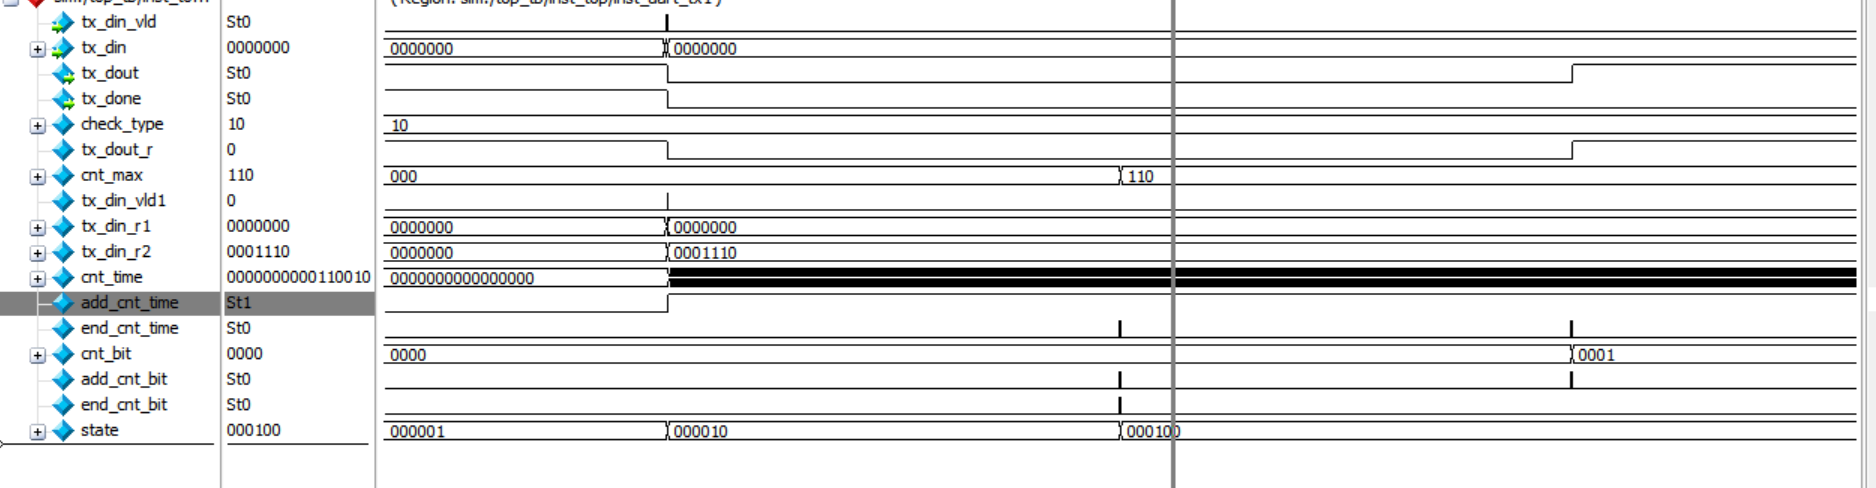 tx_din_vld St0
tx_din 0000000 0000000 0000000
tx_dout St0
tx_done St0
check_type 10 10
tx_dout_r 0
cnt_max 110 000 110
tx_din_vld1 0
tx_din_r1 0000000 0000000 0000000
tx_din_r2 0001110 0000000 0001110
cnt_time 0000000000110010 0000000000000000
add_cnt_time St1
end_cnt_time St0
cnt_bit 0000 0000 0001
add_cnt_bit St0
end_cnt_bit St0
state 000100 000001 000010 000100